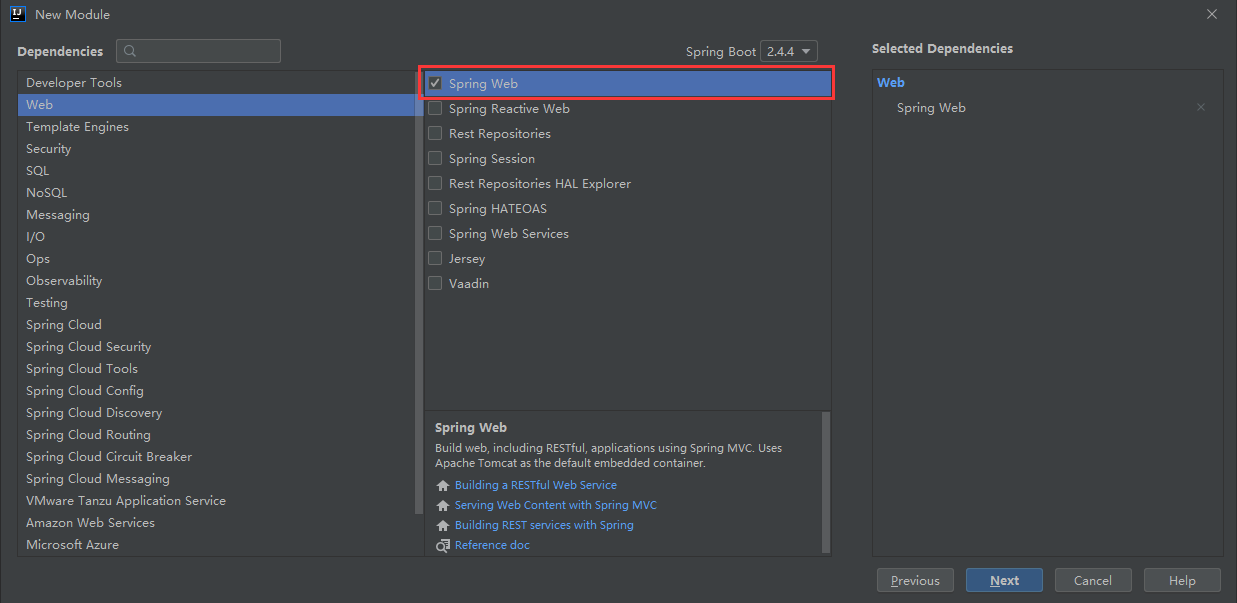 New Module
Dependencies
Spring Boot 2.4.4
Selected Dependencies
Developer Tools
Web
Template Engines
Security
SQL
NoSQL
Messaging
I/O
Ops
Observability
Testing
Spring Cloud
Spring Cloud Security
Spring Cloud Tools
Spring Cloud Config
Spring Cloud Discovery
Spring Cloud Routing
Spring Cloud Circuit Breaker
Spring Cloud Messaging
VMware Tanzu Application Service
Amazon Web Services
Microsoft Azure
Spring Web
Spring Reactive Web
Rest Repositories
Spring Session
Rest Repositories HAL Explorer
Spring HATEOAS
Spring Web Services
Jersey
Vaadin
Spring Web
Build web, including RESTful, applications using Spring MVC. Uses
Apache Tomcat as the default embedded container.
Building a RESTful Web Service
Serving Web Content with Spring MVC
Building REST services with Spring
Reference doc
Web
Spring Web
Previous
Next
Cancel
Help